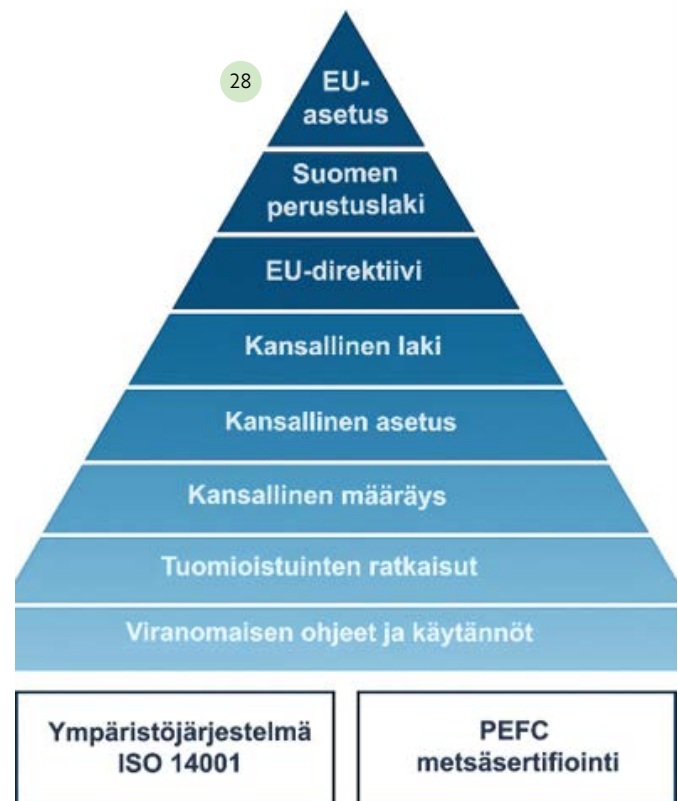 28
EU-
asetus
Suomen
perustuslaki
EU-direktiivi
Kansallinen laki
Kansallinen asetus
Kansallinen määräys
Tuomioistuinten ratkaisut
Viranomaisen ohjeet ja käytännöt
Ympäristöjärjestelmä
ISO 14001
PEFC
metsäsertifiointi